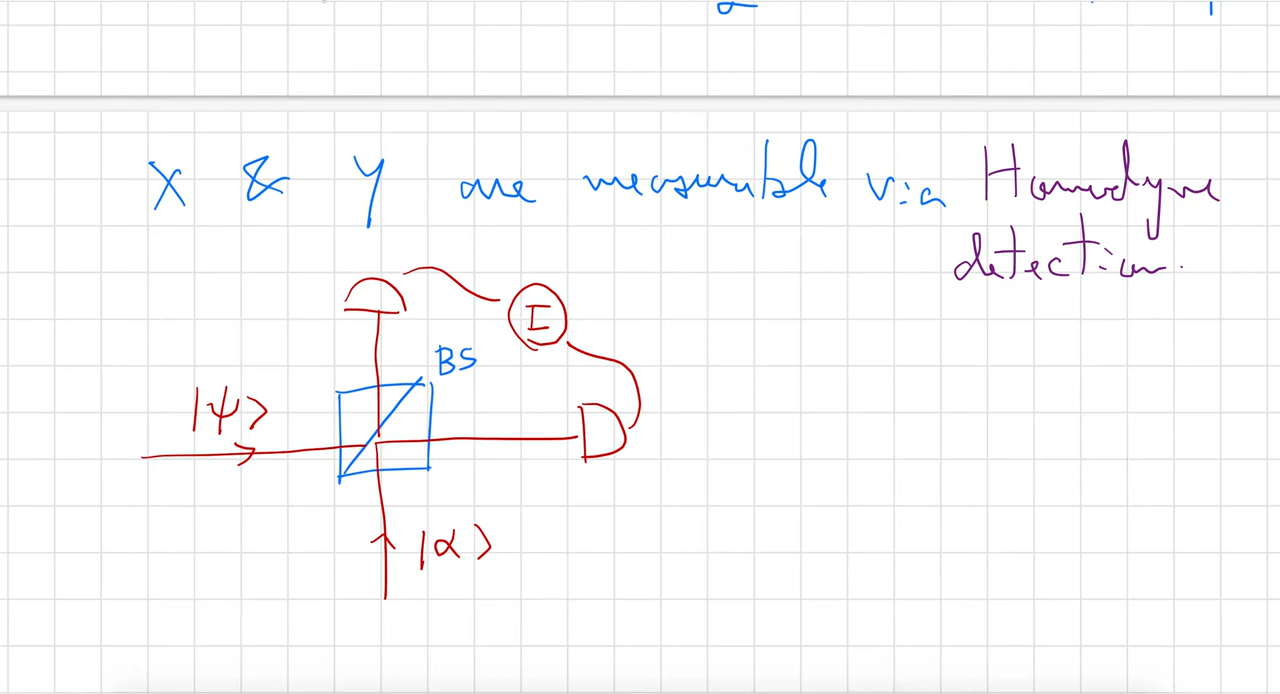 X & Y are measurable via Homodyne
detection.
I
BS
|ψ>
|α>